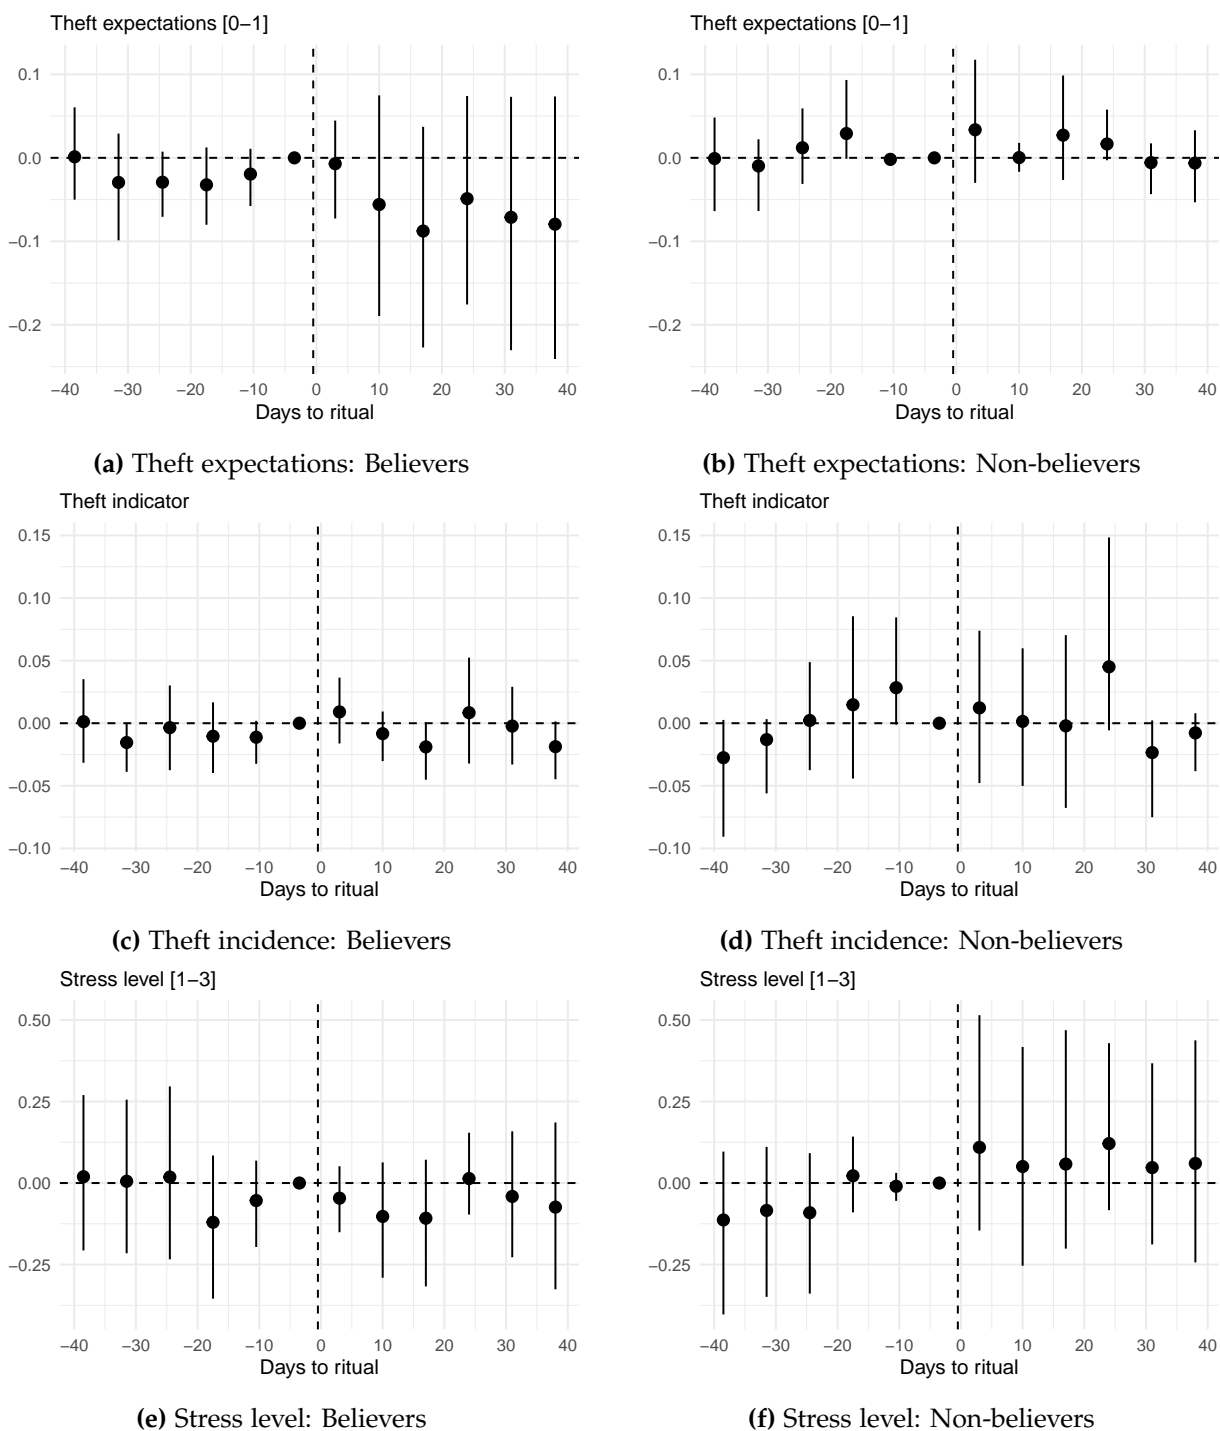 Theft expectations [0−1]
Theft expectations [0−1]
0.1
0.0
−0.1
−0.2
−40 −30 −20 −10 0 10 20 30 40
Days to ritual
0.1
0.0
−0.1
−0.2
−40 −30 −20 −10 0 10 20 30 40
Days to ritual
(a) Theft expectations: Believers
(b) Theft expectations: Non-believers
Theft indicator
0.15
0.10
0.05
0.00
−0.05
−0.10
−40 −30 −20 −10 0 10 20 30 40
Days to ritual
Theft indicator
0.15
0.10
0.05
0.00
−0.05
−0.10
−40 −30 −20 −10 0 10 20 30 40
Days to ritual
(c) Theft incidence: Believers
(d) Theft incidence: Non-believers
Stress level [1−3]
0.50
0.25
0.00
−0.25
−40 −30 −20 −10 0 10 20 30 40
Days to ritual
Stress level [1−3]
0.50
0.25
0.00
−0.25
−40 −30 −20 −10 0 10 20 30 40
Days to ritual
(e) Stress level: Believers
(f) Stress level: Non-believers